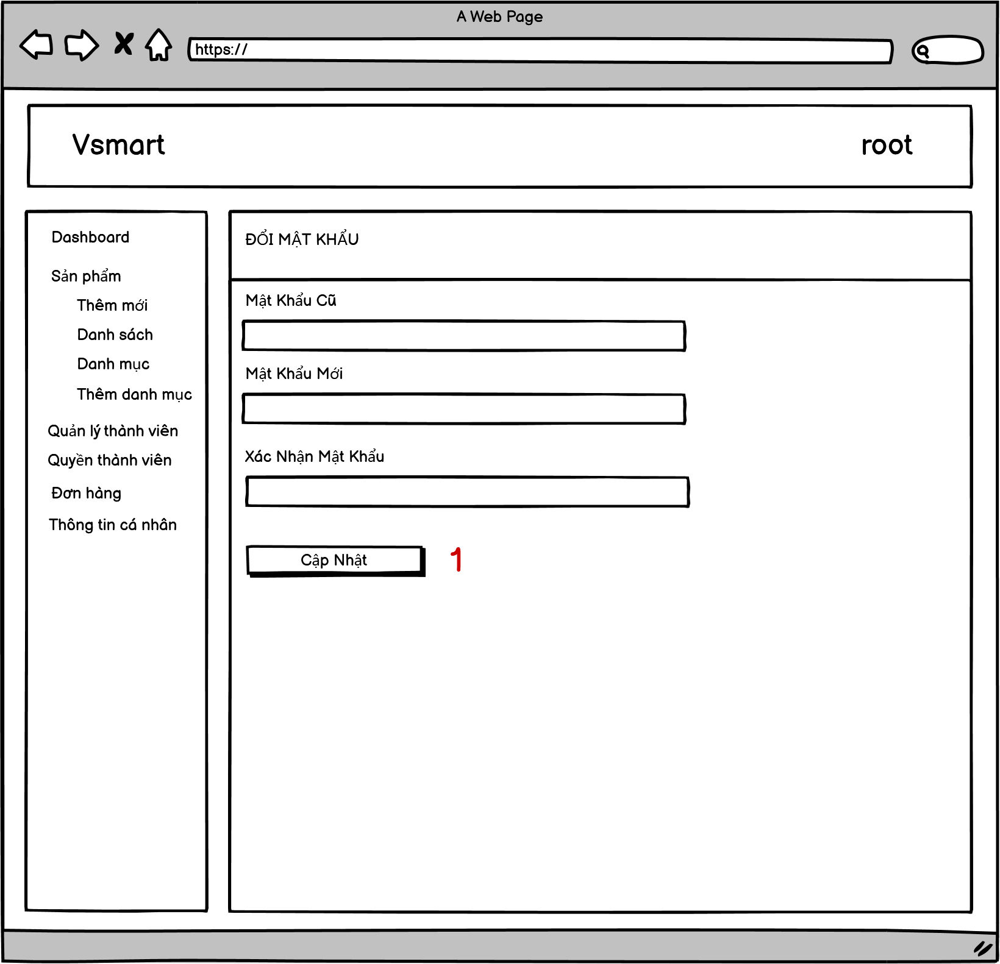 A Web Page
https://
Vsmart
root
Dashboard
Sản phẩm
Thêm mới
Danh sách
Danh mục
Thêm danh mục
Quản lý thành viên
Quyền thành viên
Đơn hàng
Thông tin cá nhân
ĐỔI MẬT KHẨU
Mật Khẩu Cũ
Mật Khẩu Mới
Xác Nhận Mật Khẩu
Cập Nhật
1